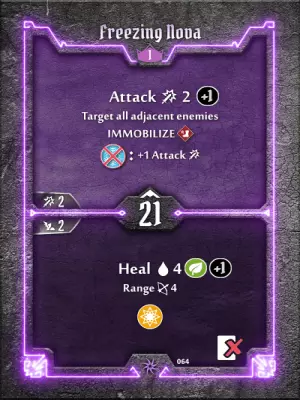 Freezing Nova
1
Attack 2 +1
Target all adjacent enemies
IMMOBILIZE
: +1 Attack
2
21
2
Heal 4 +1
Range 4
064